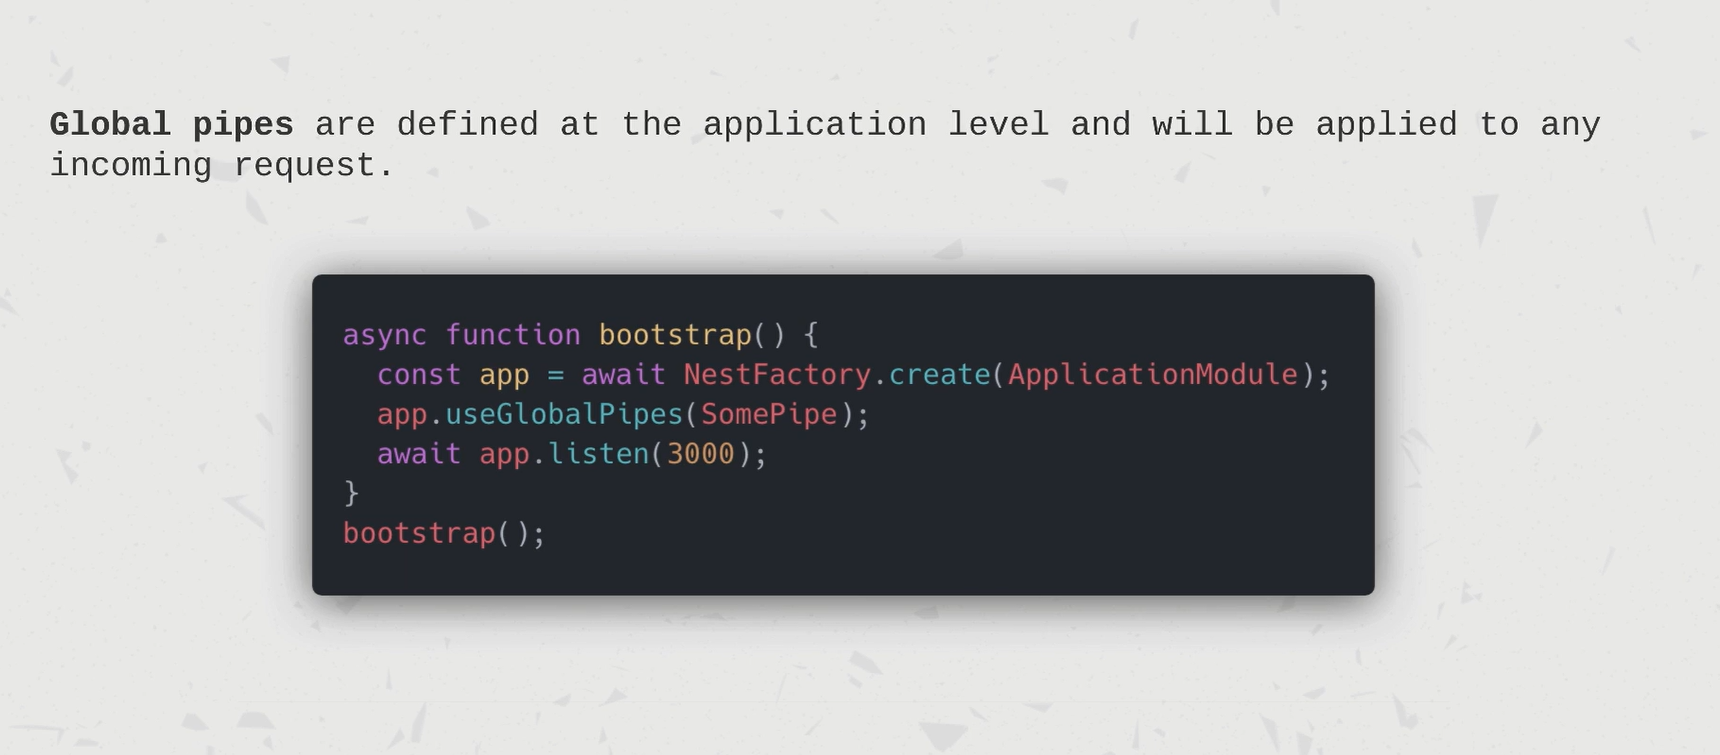 Global pipes are defined at the application level and will be applied to any
incoming request.
async function bootstrap() {
  const app = await NestFactory.create(ApplicationModule);
  app.useGlobalPipes(SomePipe);
  await app.listen(3000);
}
bootstrap();